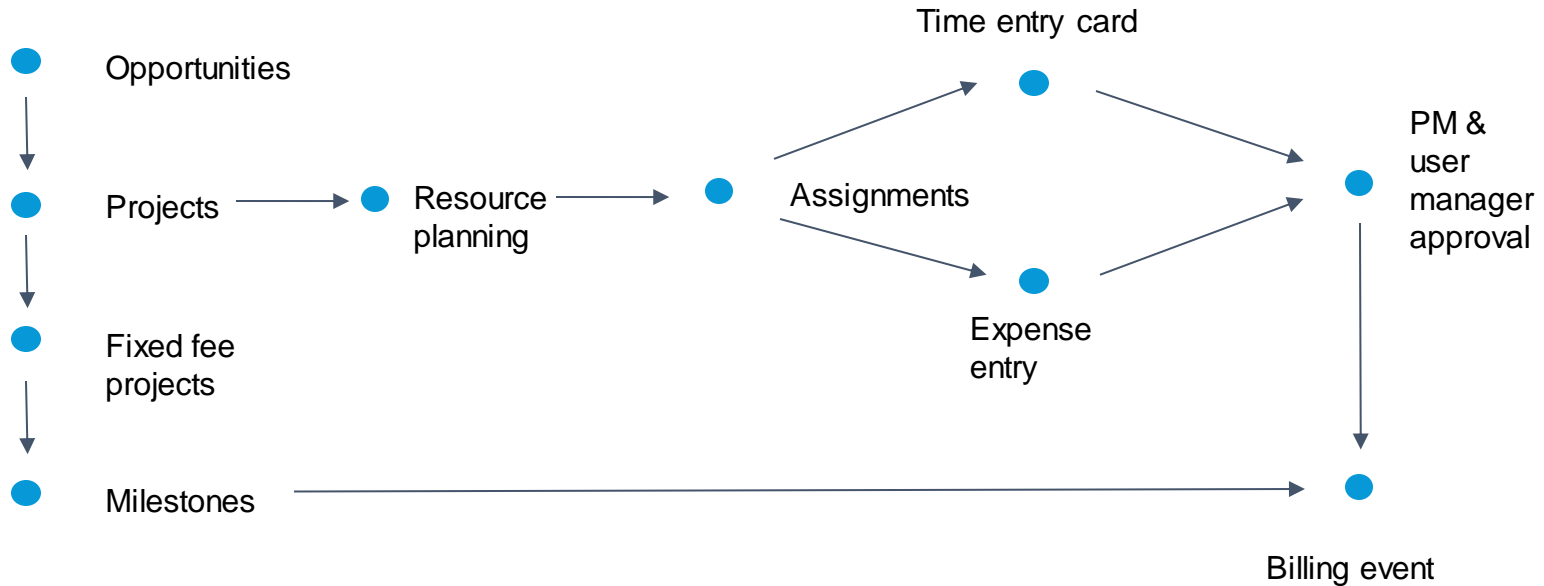 Time entry card
Opportunities
PM &
user
manager
approval
Projects
Resource
planning
Assignments
Expense
entry
Fixed fee
projects
Milestones
Billing event